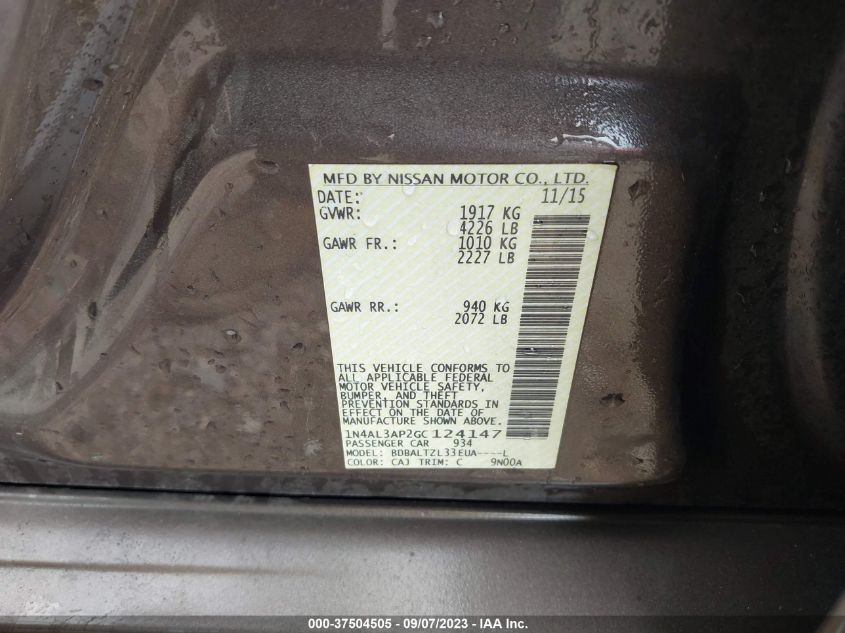 MFD BY NISSAN MOTOR CO., LTD.
DATE: 11/15
GVWR: 1917 KG
4226 LB
GAWR FR.: 1010 KG
2227 LB
GAWR RR.: 940 KG
2072 LB
THIS VEHICLE CONFORMS TO
ALL APPLICABLE FEDERAL
MOTOR VEHICLE SAFETY,
BUMPER, AND THEFT
PREVENTION STANDARDS IN
EFFECT ON THE DATE OF
MANUFACTURE SHOWN ABOVE.
1N4AL3AP2GC124147
PASSENGER CAR 934
MODEL: BDBALTZL33EUA----L
COLOR: CAJ TRIM: C 9N00A
000-37504505 - 09/07/2023 - IAA Inc.